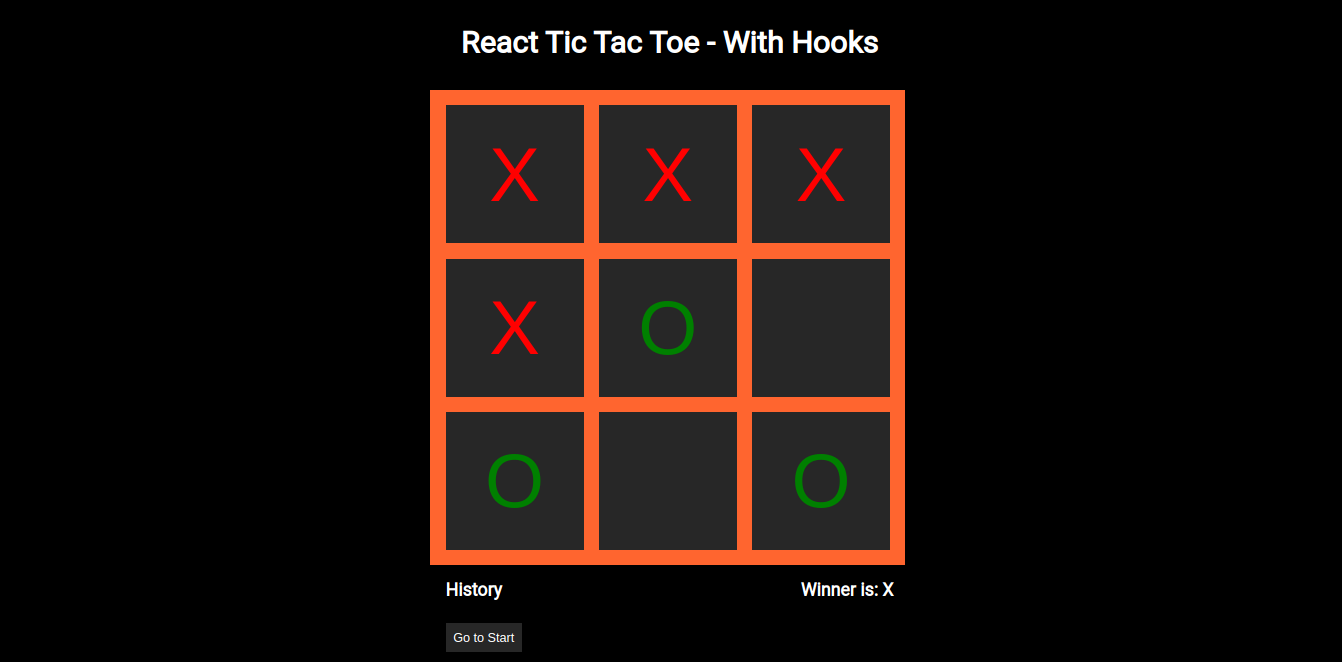 React Tic Tac Toe - With Hooks
X X X
X O
O O
History Winner is: X
Go to Start